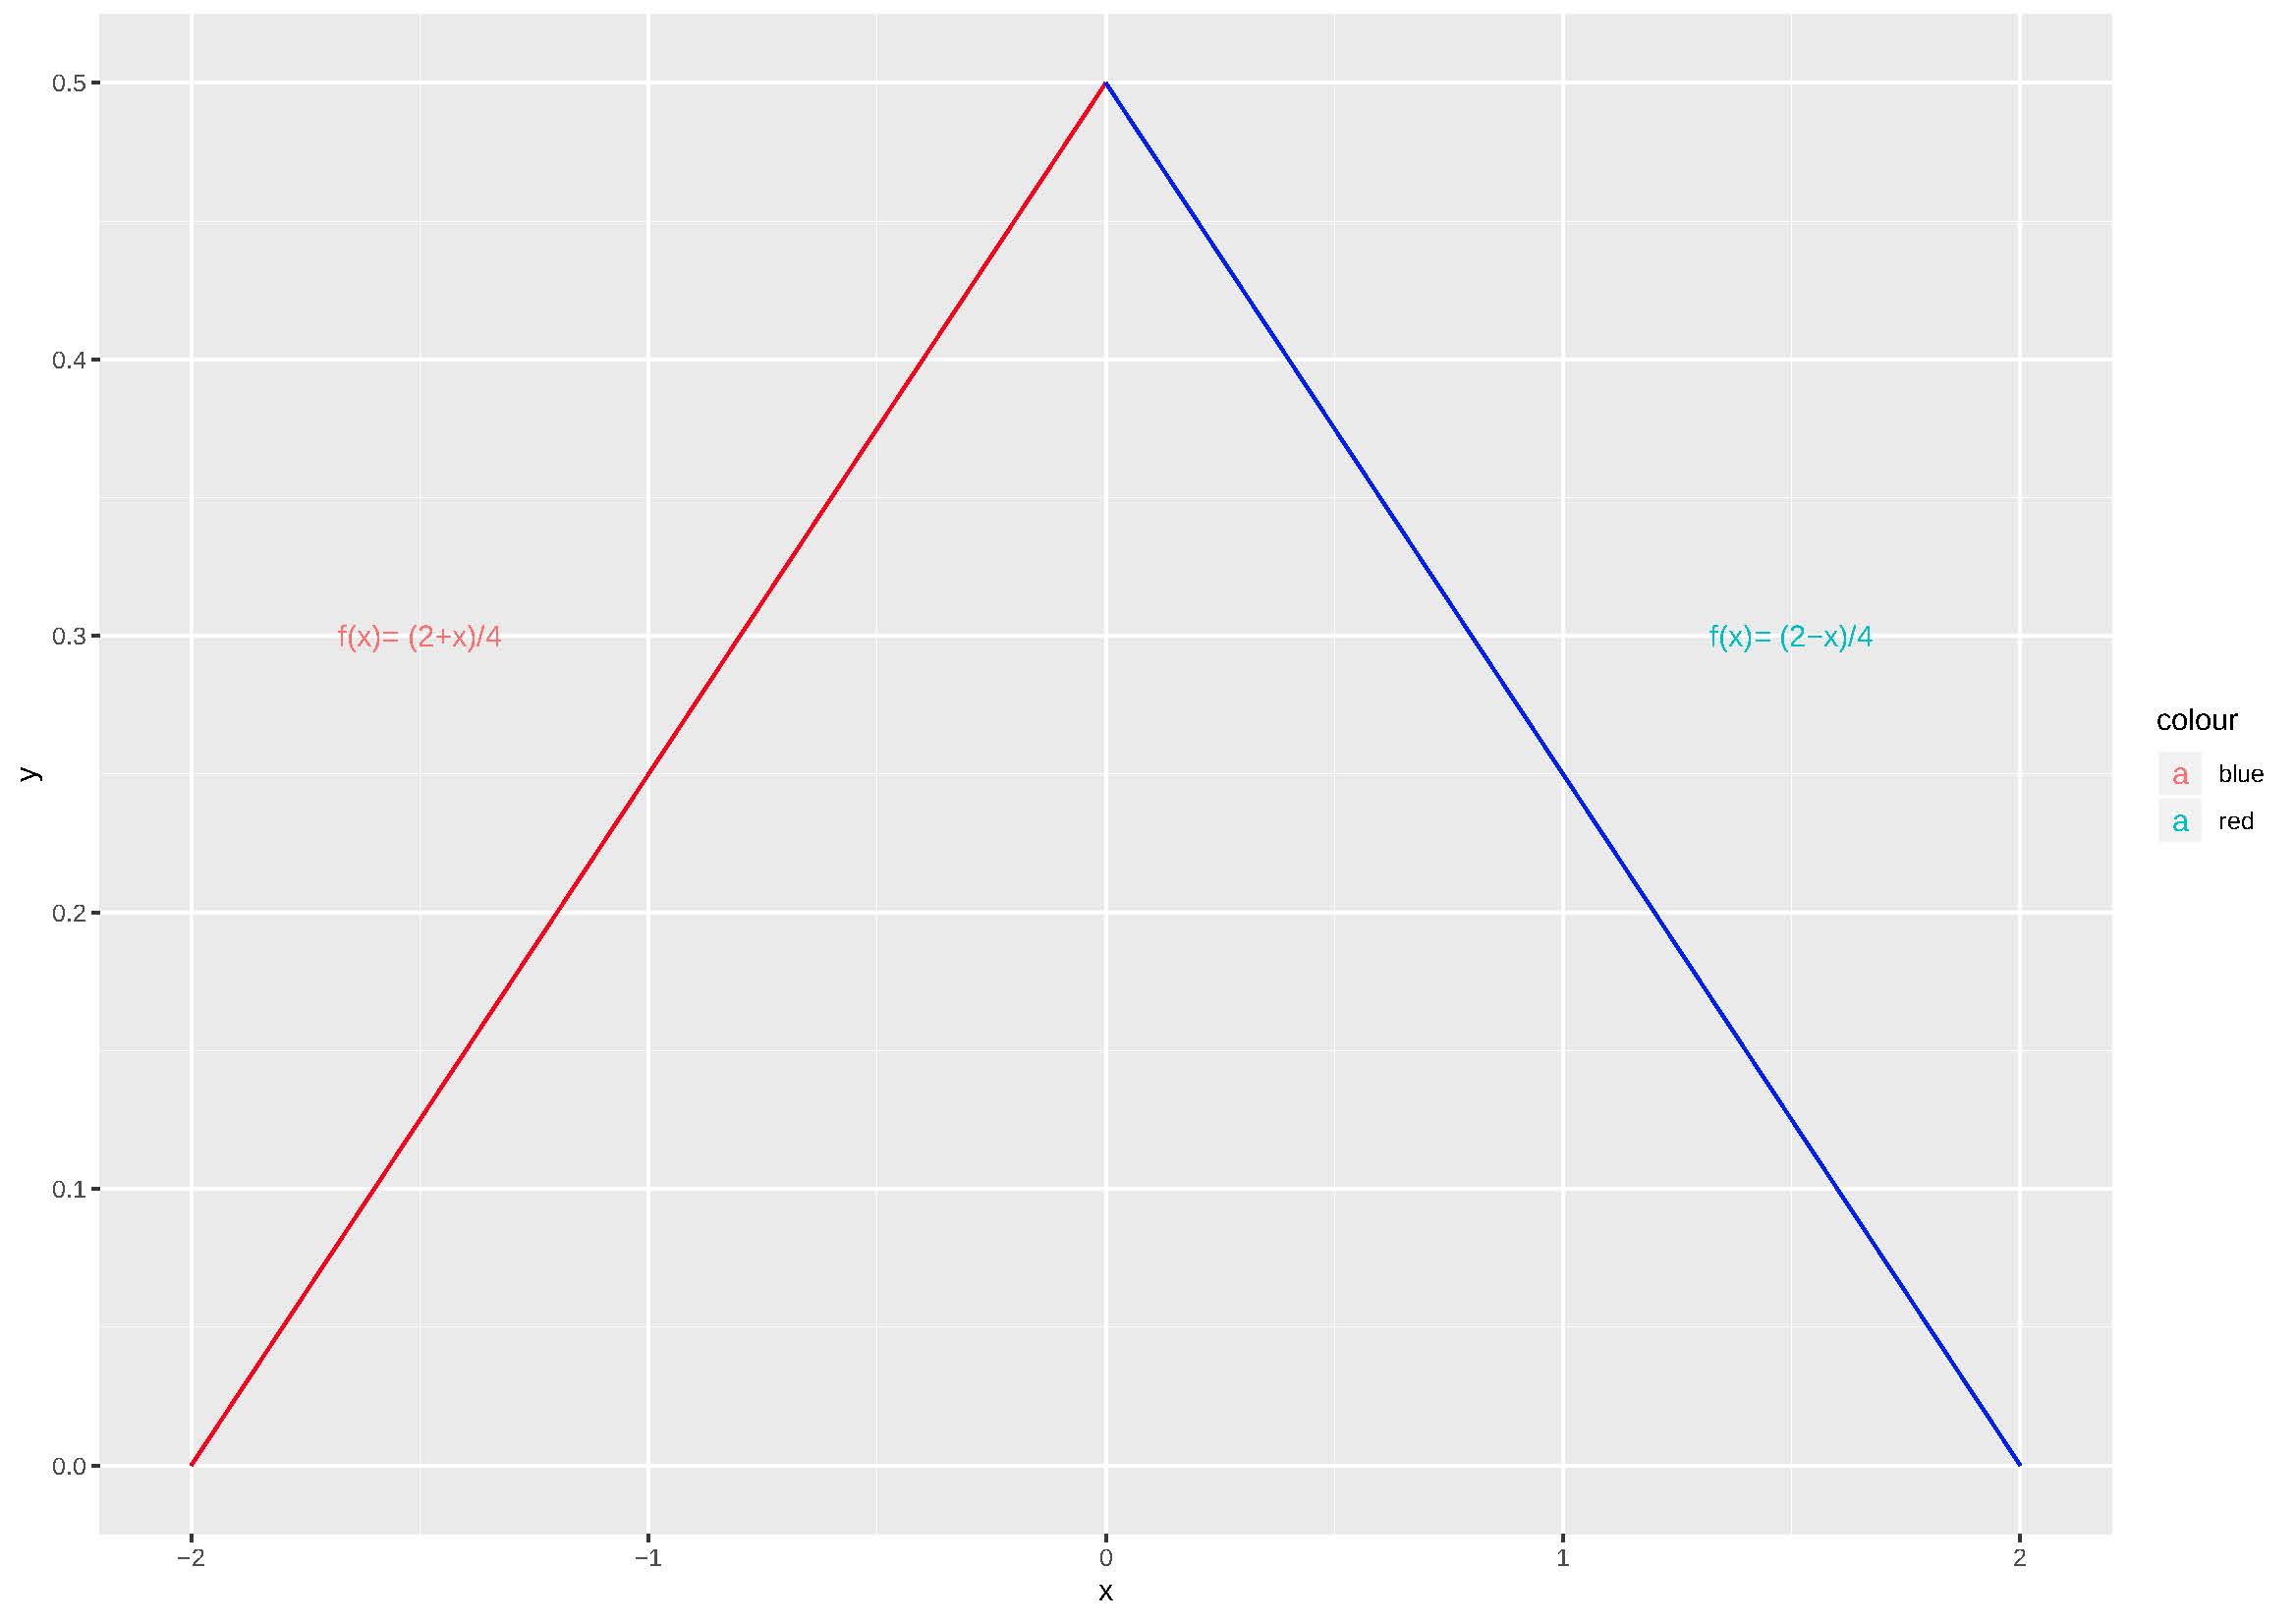 0.5
0.4
0.3
0.2
0.1
0.0
y
f(x)= (2+x)/4
f(x)= (2−x)/4
−2
−1
0
1
2
x
colour
a blue
a red